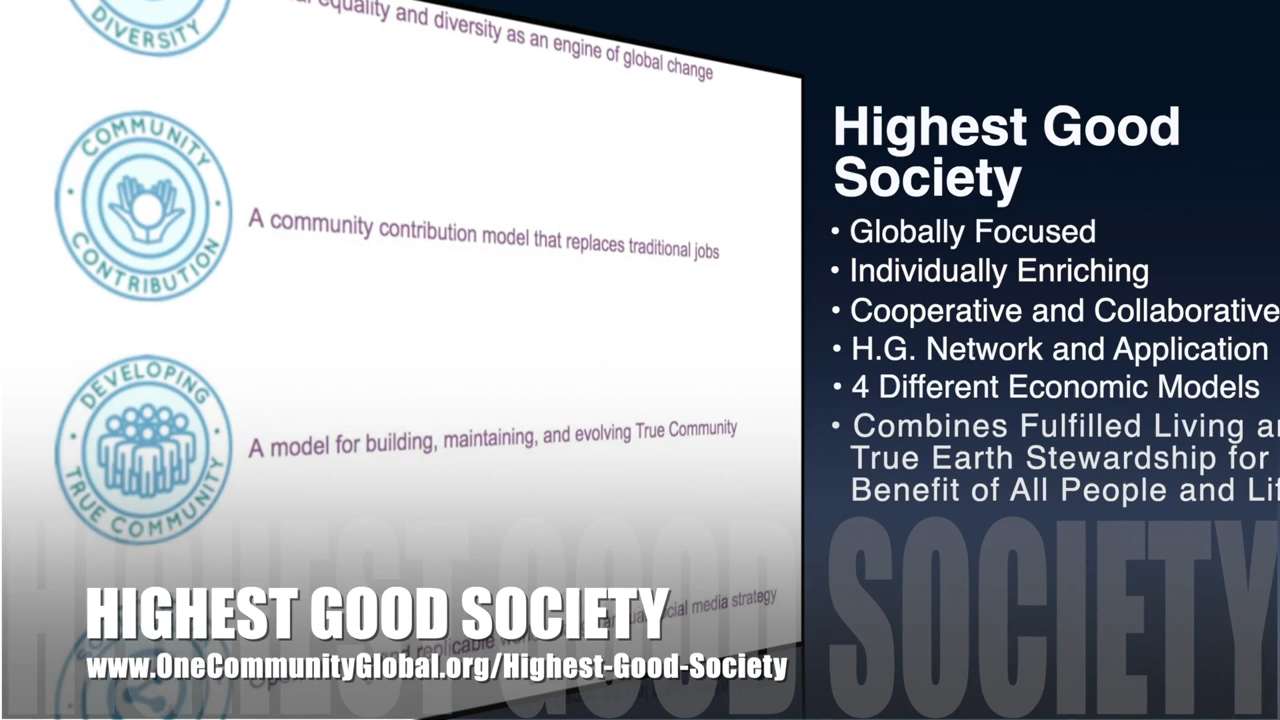 DIVERSITY
equality and diversity as an engine of global change
COMMUNITY
CONTRIBUTION
A community contribution model that replaces traditional jobs
DEVELOPING
TRUE COMMUNITY
A model for building, maintaining, and evolving True Community
social media strategy
and replicable
Highest Good
Society
• Globally Focused
• Individually Enriching
• Cooperative and Collaborative
• H.G. Network and Application
• 4 Different Economic Models
• Combines Fulfilled Living
True Earth Stewardship for
Benefit of All People and
HIGHEST GOOD SOCIETY
HIGHEST GOOD SOCIETY
www.OneCommunityGlobal.org/Highest-Good-Society